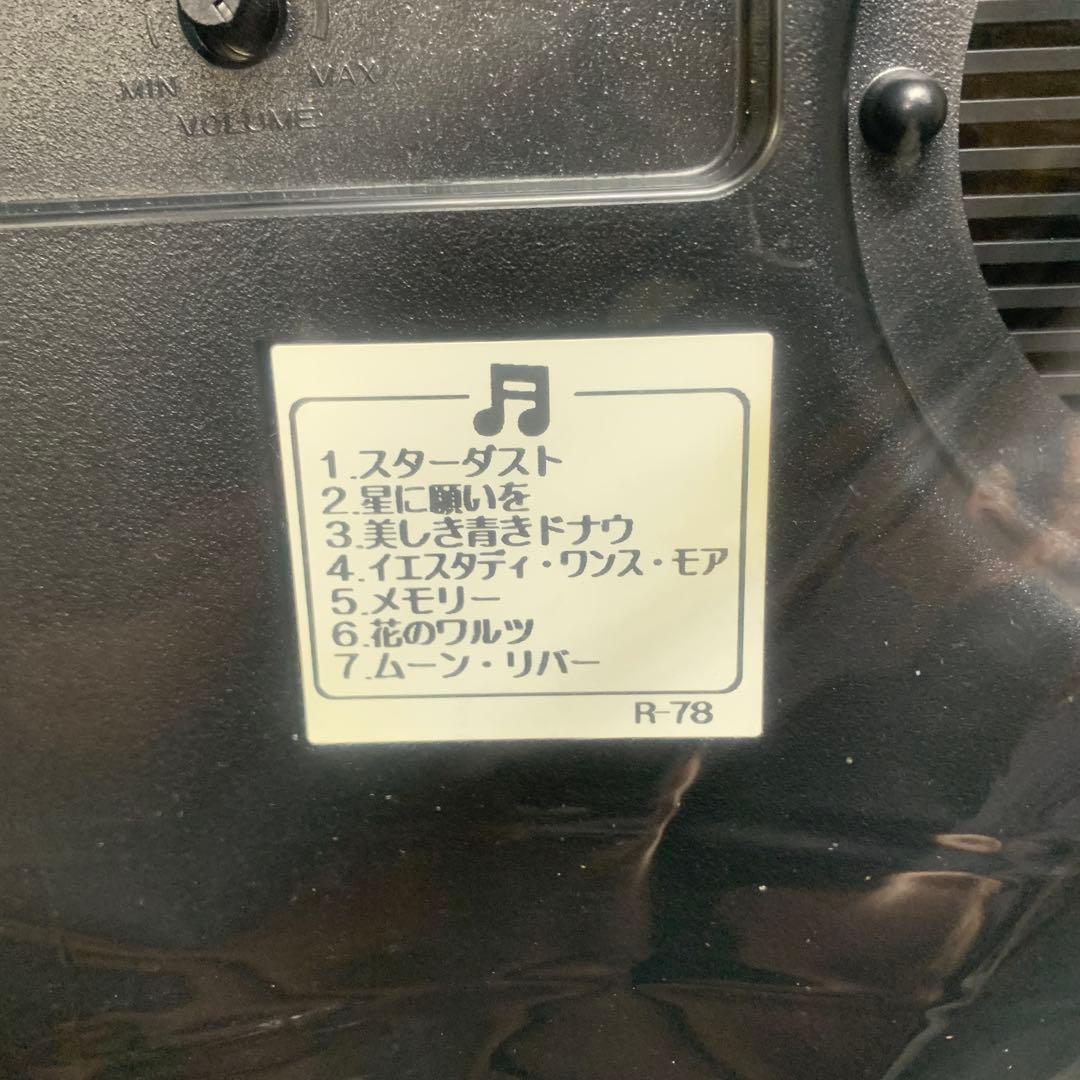 MIN MAX
VOLUME
1.スターダスト
2.星に願いを
3.美しき青きドナウ
4.イエスタディ・ワンス・モア
5.メモリー
6.花のワルツ
7.ムーン・リバー
R-78